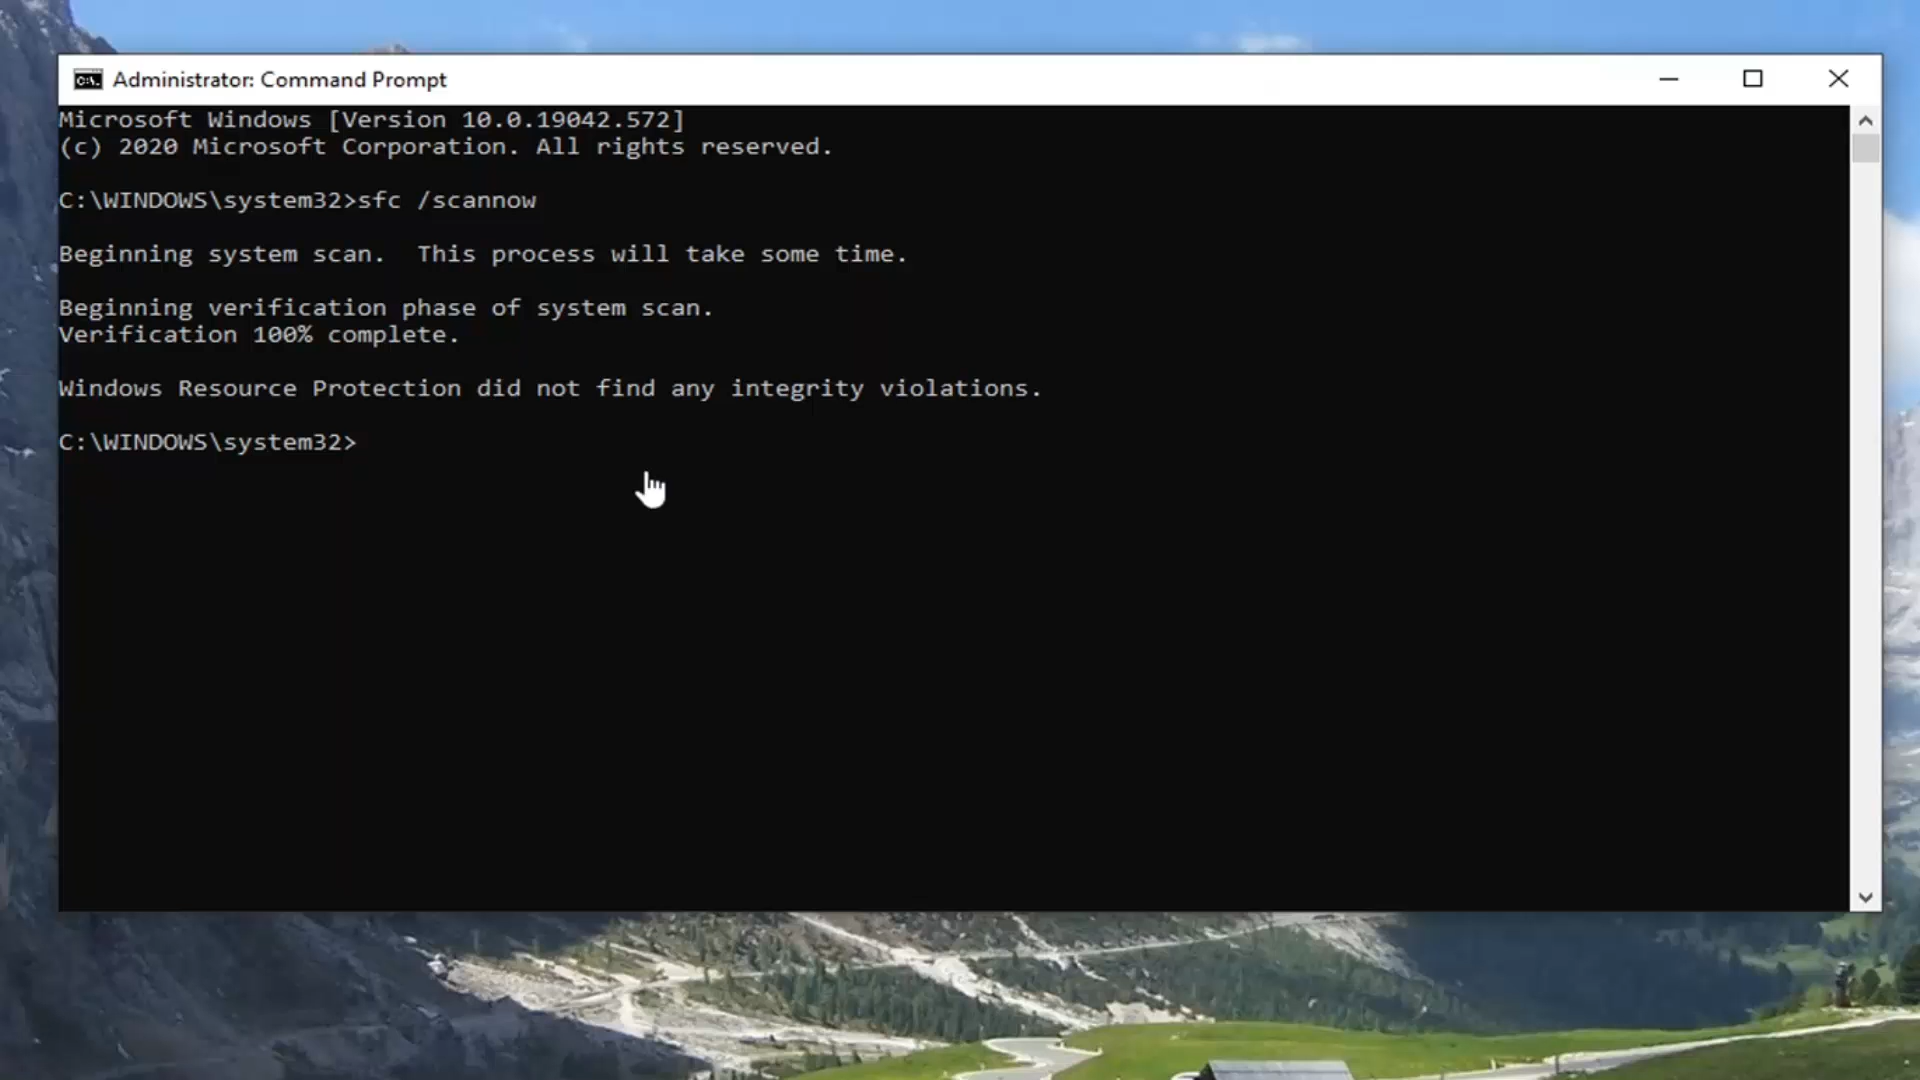 Administrator: Command Prompt
Microsoft Windows [Version 10.0.19042.572]
(c) 2020 Microsoft Corporation. All rights reserved.
C:\WINDOWS\system32>sfc /scannow
Beginning system scan.  This process will take some time.
Beginning verification phase of system scan.
Verification 100% complete.
Windows Resource Protection did not find any integrity violations.
C:\WINDOWS\system32>